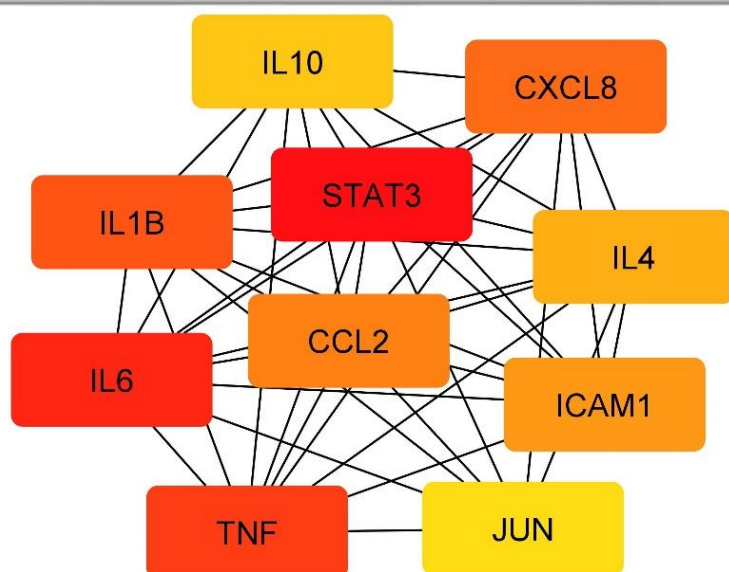 IL10
CXCL8
STAT3
IL1B
IL4
CCL2
IL6
ICAM1
TNF
JUN